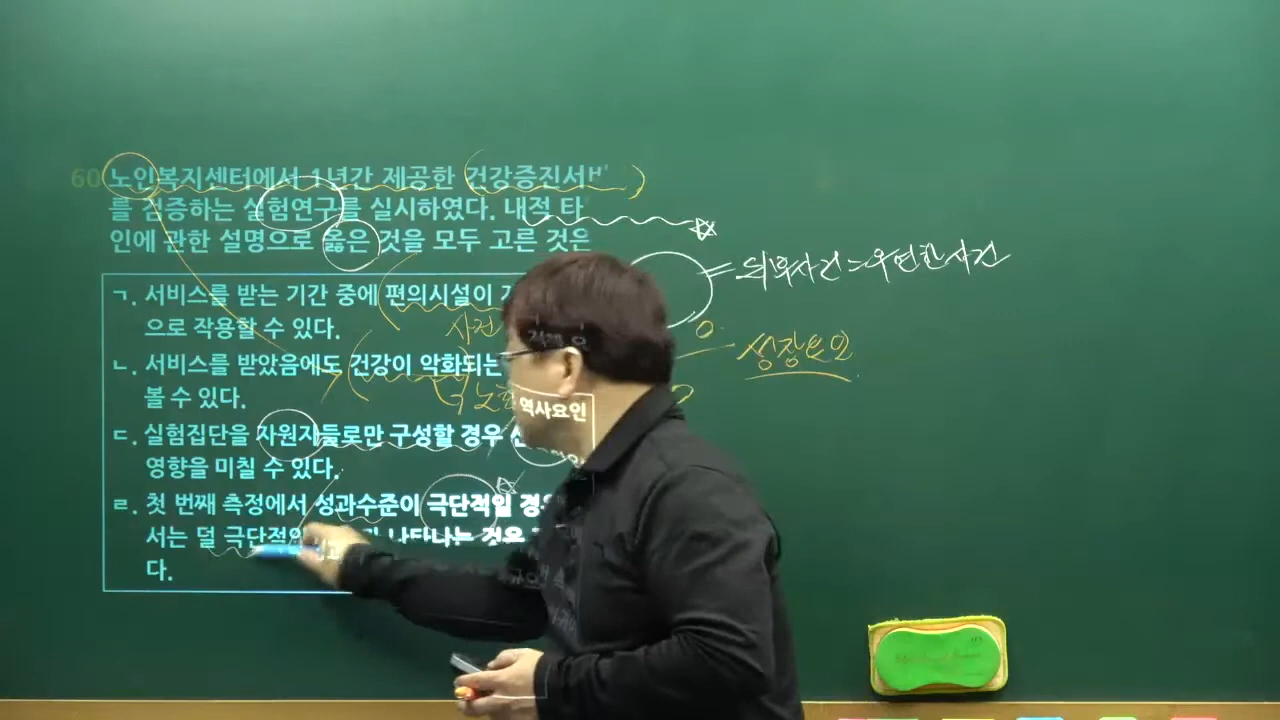 60 노인복지센터에서 1년간 제공한 건강증진서비
를 검증하는 실험연구를 실시하였다. 내적 타
인에 관한 설명으로 옳은 것을 모두 고른 것은
= 외부사건 = 우연한 사건
ㄱ. 서비스를 받는 기간 중에 편의시설이
으로 작용할 수 있다.
사건
성장요인
ㄴ. 서비스를 받았음에도 건강이 악화되는
볼 수 있다.
역사요인
ㄷ. 실험집단을 자원자들로만 구성할 경우
영향을 미칠 수 있다.
ㄹ. 첫 번째 측정에서 성과수준이 극단적일 경우
서는 덜 극단적인 나타나는 것은
다.